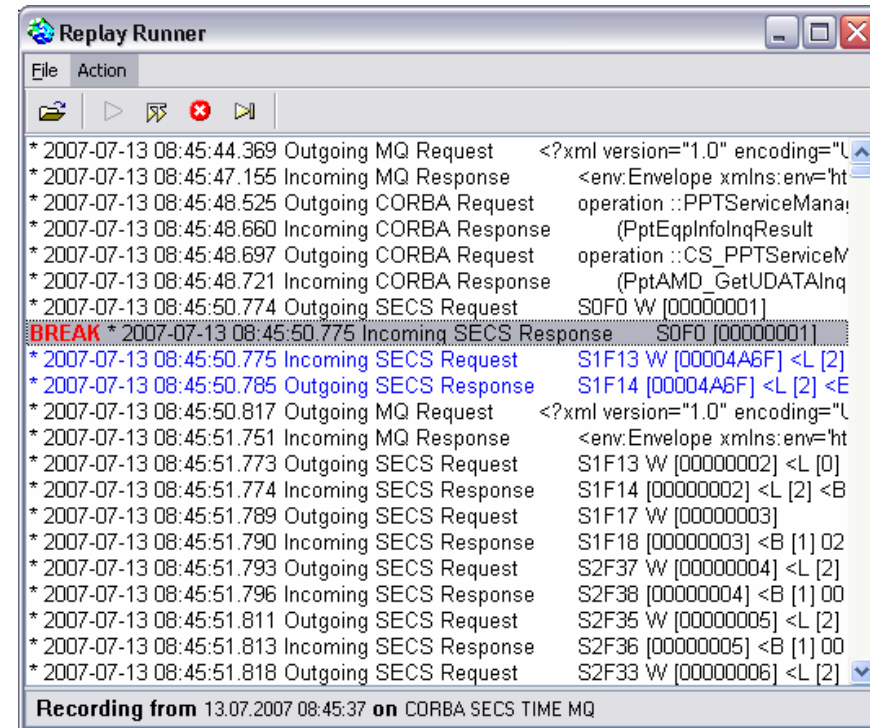 Replay Runner
File Action
* 2007-07-13 08:45:44.369 Outgoing MQ Request <?xml version="1.0" encoding="U
* 2007-07-13 08:45:47.155 Incoming MQ Response <env:Envelope xmlns:env='ht
* 2007-07-13 08:45:48.525 Outgoing CORBA Request operation ::PPTServiceManag
* 2007-07-13 08:45:48.660 Incoming CORBA Response (PptEqpInfoInqResult
* 2007-07-13 08:45:48.697 Outgoing CORBA Request operation ::CS_PPTServiceM
* 2007-07-13 08:45:48.721 Incoming CORBA Response (PptAMD_GetUDATAInq
* 2007-07-13 08:45:50.774 Outgoing SECS Request S0F0 W [00000001]
BREAK * 2007-07-13 08:45:50.775 Incoming SECS Response S0F0 [00000001]
* 2007-07-13 08:45:50.775 Incoming SECS Request S1F13 W [00004A6F] <L [2]
* 2007-07-13 08:45:50.785 Outgoing SECS Response S1F14 [00004A6F] <L [2] <E
* 2007-07-13 08:45:50.817 Outgoing MQ Request <?xml version="1.0" encoding="U
* 2007-07-13 08:45:51.751 Incoming MQ Response <env:Envelope xmlns:env='ht
* 2007-07-13 08:45:51.773 Outgoing SECS Request S1F13 W [00000002] <L [0]
* 2007-07-13 08:45:51.774 Incoming SECS Response S1F14 [00000002] <L [2] <B
* 2007-07-13 08:45:51.789 Outgoing SECS Request S1F17 W [00000003]
* 2007-07-13 08:45:51.790 Incoming SECS Response S1F18 [00000003] <B [1] 02
* 2007-07-13 08:45:51.793 Outgoing SECS Request S2F37 W [00000004] <L [2]
* 2007-07-13 08:45:51.796 Incoming SECS Response S2F38 [00000004] <B [1] 00
* 2007-07-13 08:45:51.811 Outgoing SECS Request S2F35 W [00000005] <L [2]
* 2007-07-13 08:45:51.813 Incoming SECS Response S2F36 [00000005] <B [1] 00
* 2007-07-13 08:45:51.818 Outgoing SECS Request S2F33 W [00000006] <L [2]
Recording from 13.07.2007 08:45:37 on CORBA SECS TIME MQ